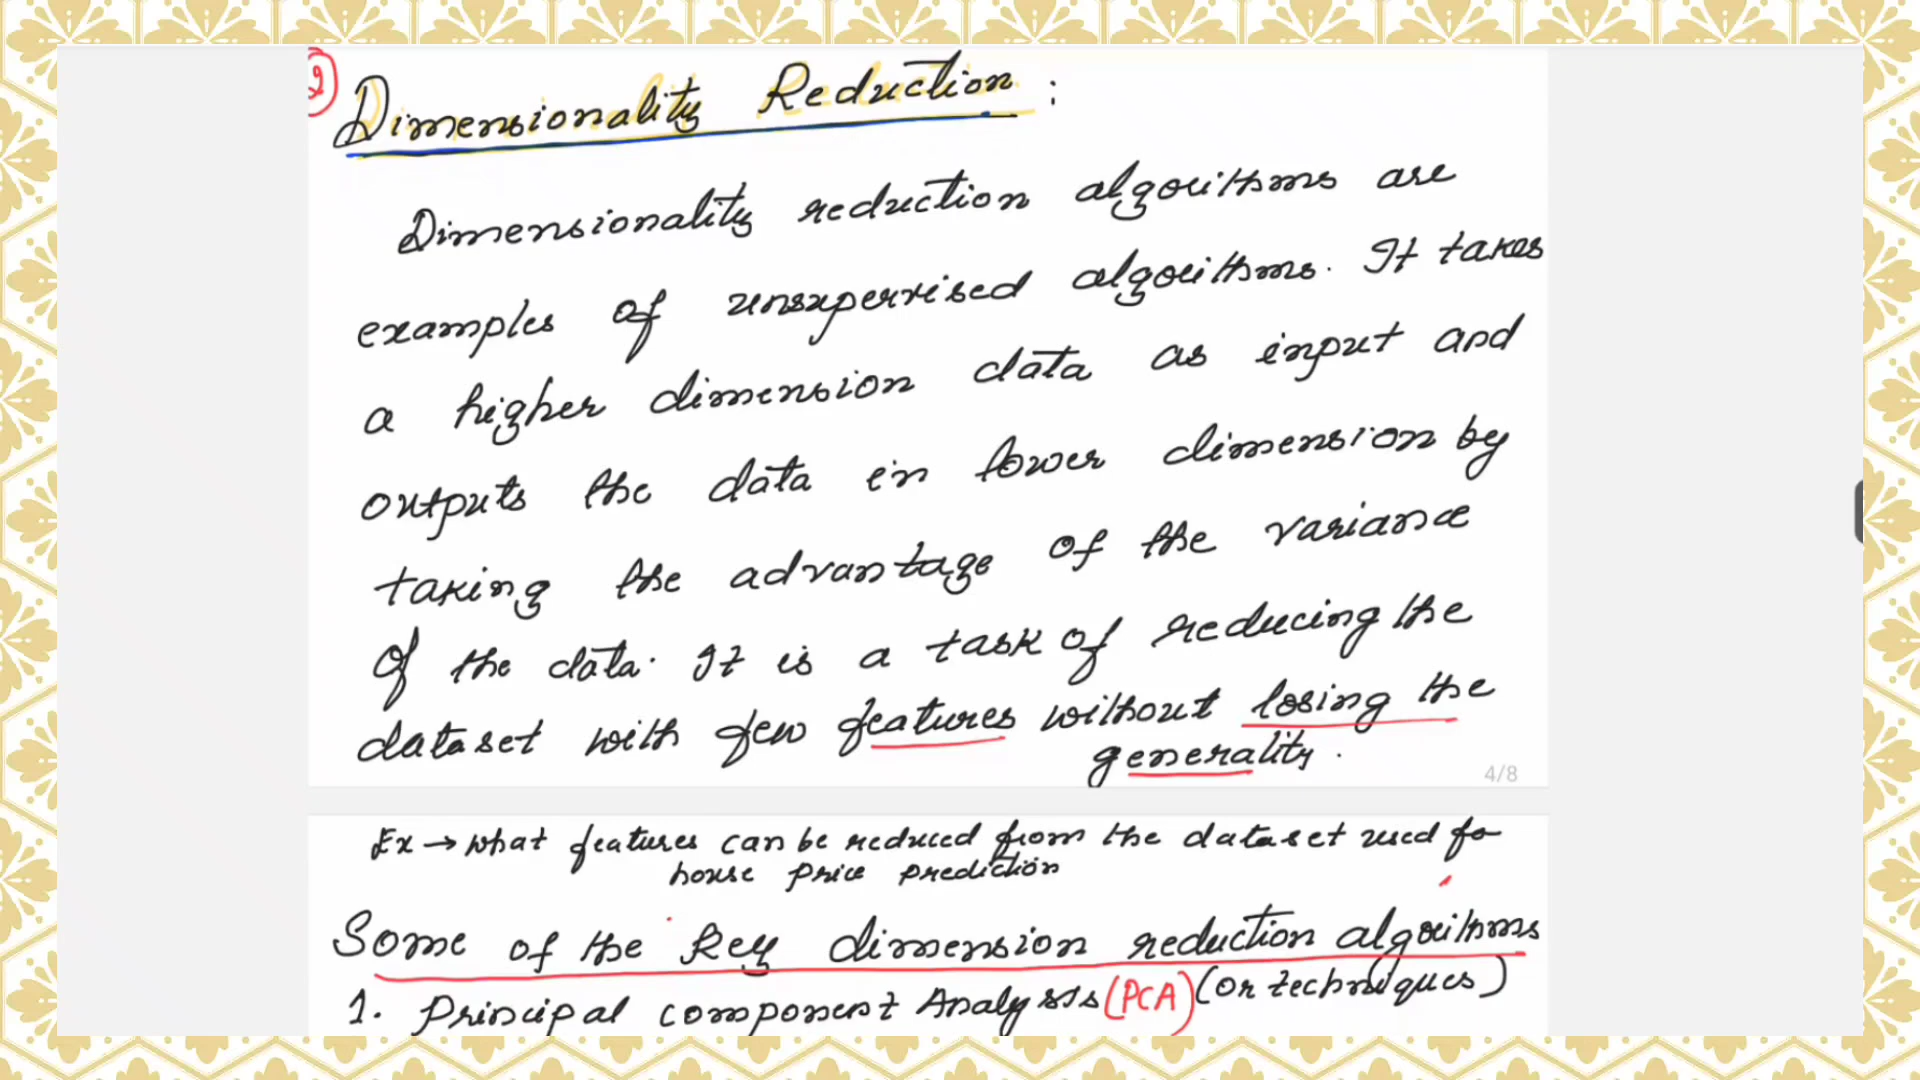 2) Dimensionality Reduction :
Dimensionality reduction algorithms are
examples of unsupervised algorithms. It takes
a higher dimension data as input and
outputs the data in lower dimension by
taking the advantage of the variance
of the data. It is a task of reducing the
dataset with few features without losing the
generality.
4/8
Ex → what features can be reduced from the dataset used fo
house price prediction
Some of the key dimension reduction algorithms
1. Principal component Analysis (PCA) (or techniques)